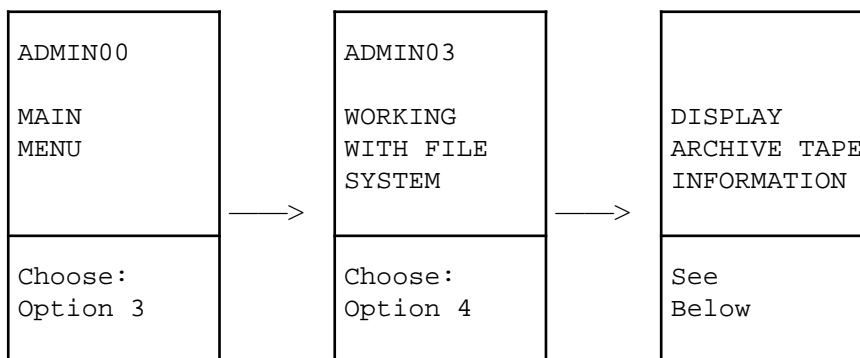 ADMIN00
MAIN
MENU
Choose:
Option 3
ADMIN03
WORKING
WITH FILE
SYSTEM
Choose:
Option 4
DISPLAY
ARCHIVE TAPE
INFORMATION
See
Below